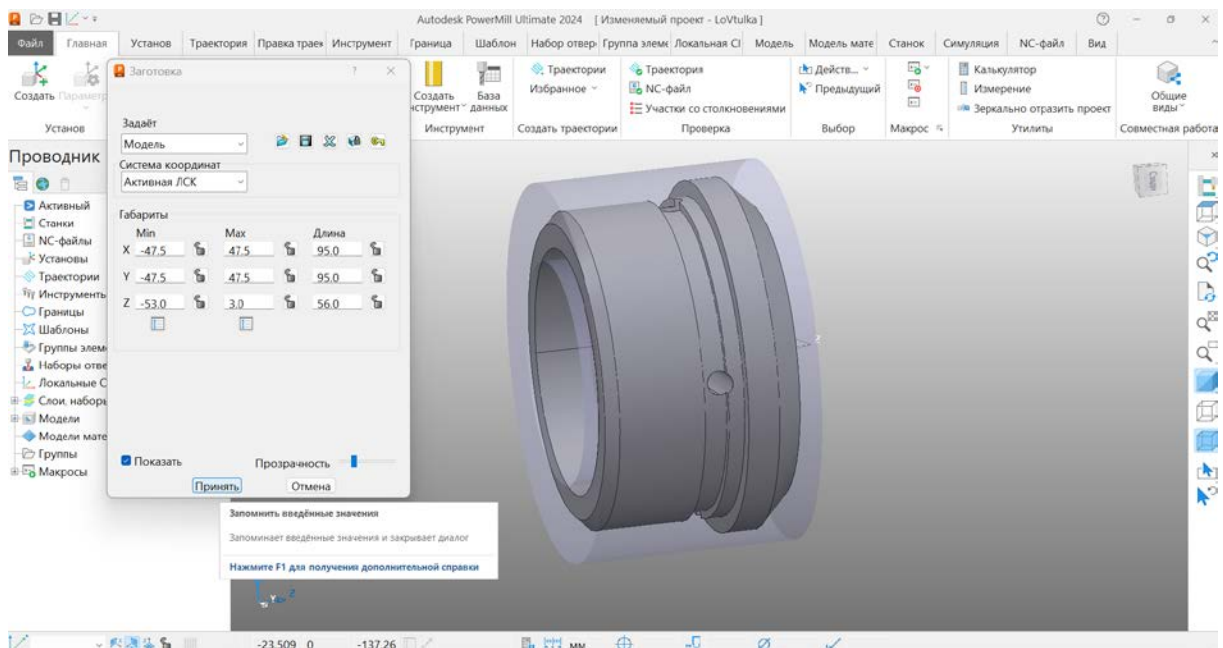 Autodesk PowerMill Ultimate 2024 [ Изменяемый проект - LoVtulka ]
Файл Главная Установ Траектория Правка траек Инструмент Граница Шаблон Набор отвер Группа элеме Локальная СІ Модель Модель мате Станок Симуляция NC-файл Вид
Создать Параметр
Установ
Создать нструмент База данных
Инструмент
Траектории
Избранное
Создать траектории
Траектория
NC-файл
Участки со столкновениями
Проверка
Действ...
Предыдущий
Выбор
Макрос
Калькулятор
Измерение
Зеркально отразить проект
Утилиты
Общие виды
Совместная работа
Проводник
Активный
Станки
NC-файлы
Установы
Траектории
Инструменты
Границы
Шаблоны
Группы элем
Наборы отве
Локальные С
Слои, наборы
Модели
Модели мате
Группы
Макросы
Заготовка ?
Задаёт
Модель
Система координат
Активная ЛСК
Габариты
Min Max Длина
X -47.5 47.5 95.0
Y -47.5 47.5 95.0
Z -53.0 3.0 56.0
Показать Прозрачность
Принять Отмена
Запомнить введённые значения
Запоминает введённые значения и закрывает диалог
Нажмите F1 для получения дополнительной справки
Сзади
Z
Y Z
-23.509 0 -137.26 мм